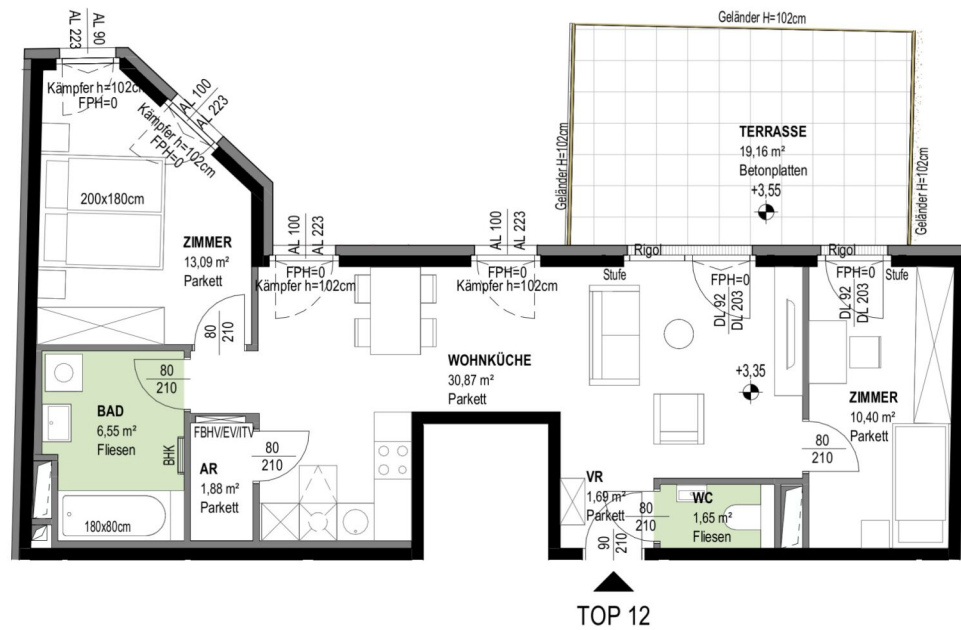 Geländer H=102cm
AL 90
AL 223
Kämpfer h=102cm
FPH=0
AL 100
AL 223
Kämpfer h=102cm
FPH=0
Geländer H=102cm
TERRASSE
19,16 m²
Betonplatten
+3,55
Geländer H=102cm
200x180cm
ZIMMER
13,09 m²
Parkett
AL 100
AL 223
FPH=0
Kämpfer h=102cm
AL 100
AL 223
FPH=0
Kämpfer h=102cm
Stufe
Rigol
FPH=0
DL 92
DL 203
Rigol
FPH=0
Stufe
DL 92
DL 203
80
210
WOHNKÜCHE
30,87 m²
Parkett
+3,35
ZIMMER
10,40 m²
Parkett
80
210
BAD
6,55 m²
Fliesen
BHK
180x80cm
FBHV/EV/ITV
AR
1,88 m²
Parkett
80
210
80
210
VR
1,69 m²
Parkett
80
210
WC
1,65 m²
Fliesen
90
210
TOP 12